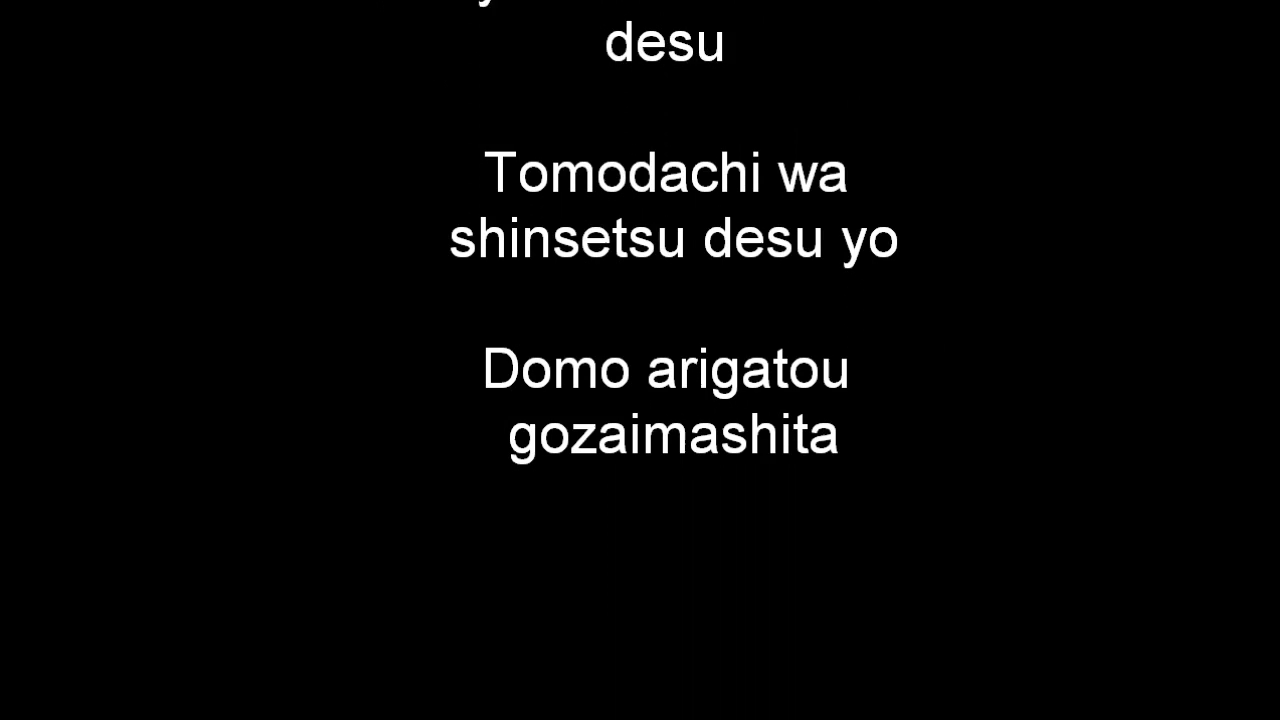 desu
Tomodachi wa
shinsetsu desu yo
Domo arigatou
gozaimashita